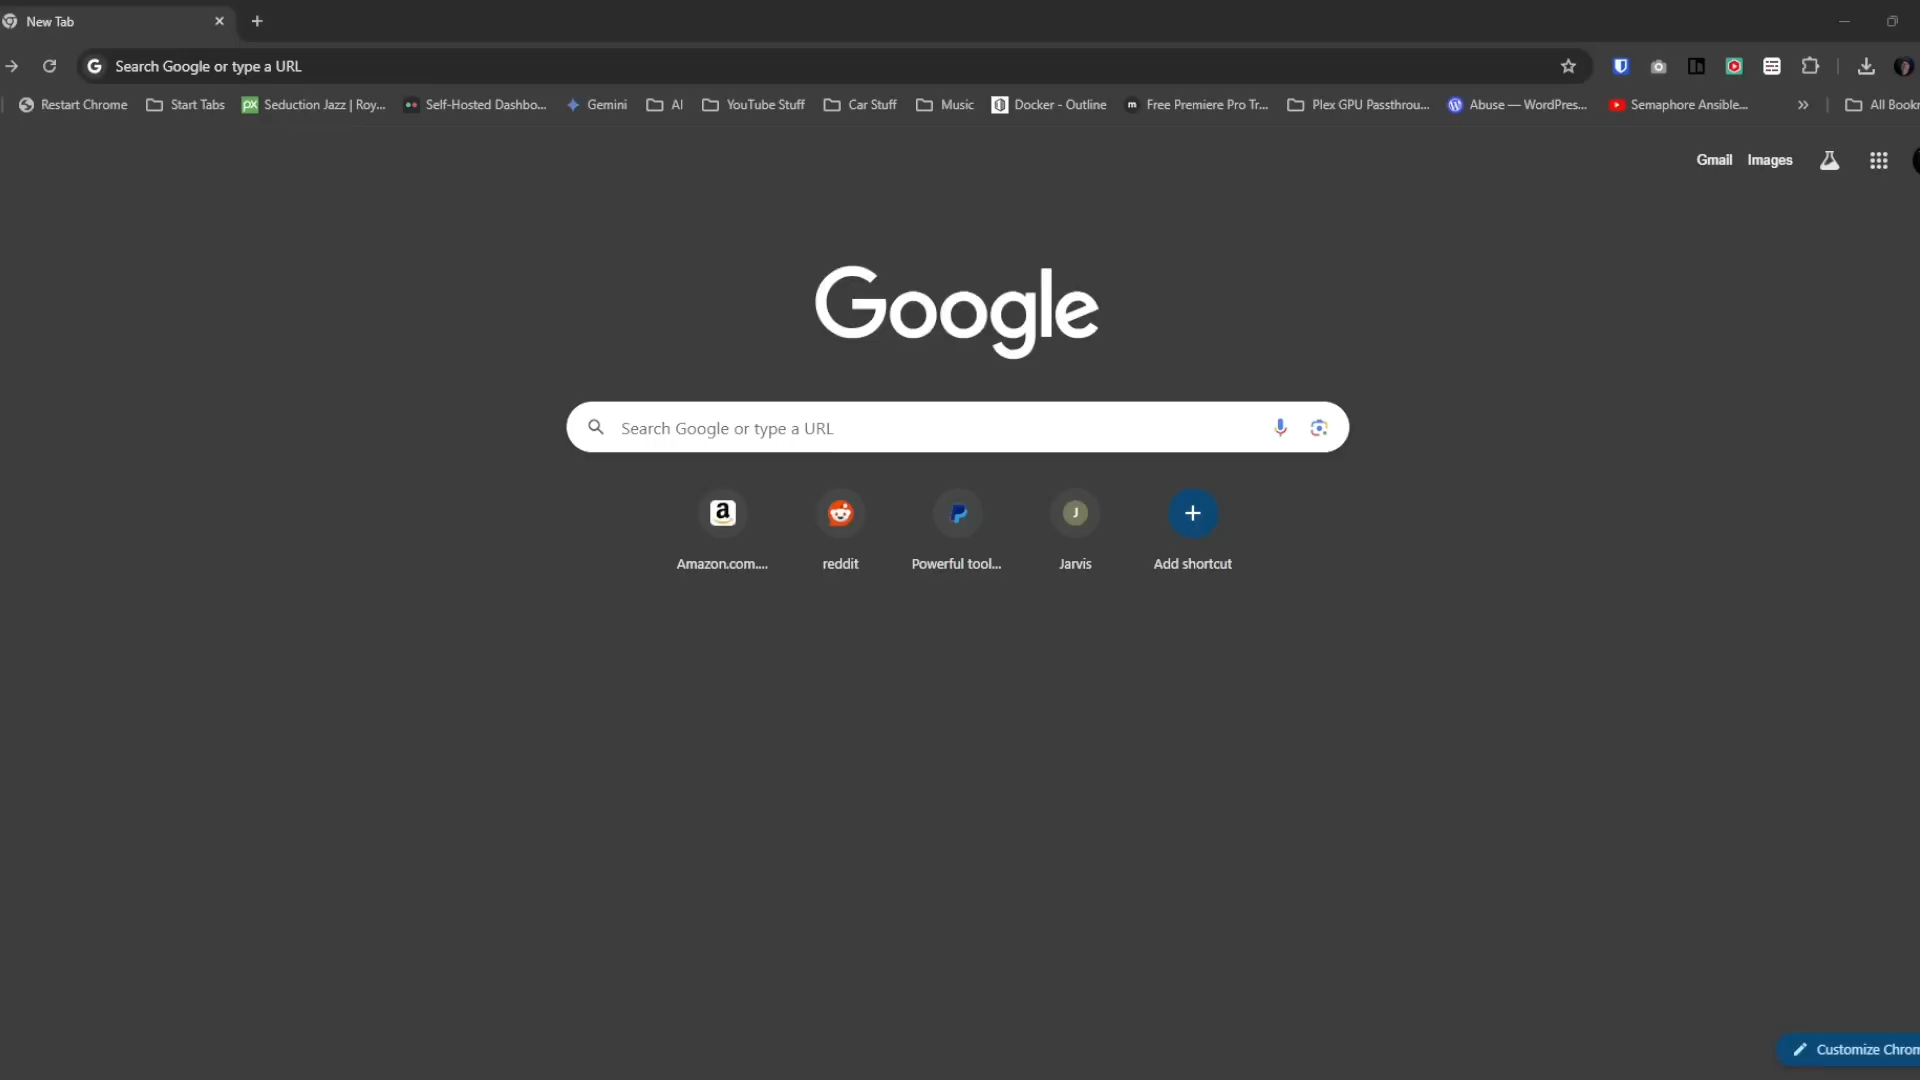 New Tab
Search Google or type a URL
Restart Chrome Start Tabs Seduction Jazz | Roy... Self-Hosted Dashbo... Gemini AI YouTube Stuff Car Stuff Music Docker - Outline Free Premiere Pro Tr... Plex GPU Passthrou... Abuse — WordPres... Semaphore Ansible... » All Bookr
Gmail Images
Google
Search Google or type a URL
Amazon.com.... reddit Powerful tool... Jarvis Add shortcut
Customize Chrom